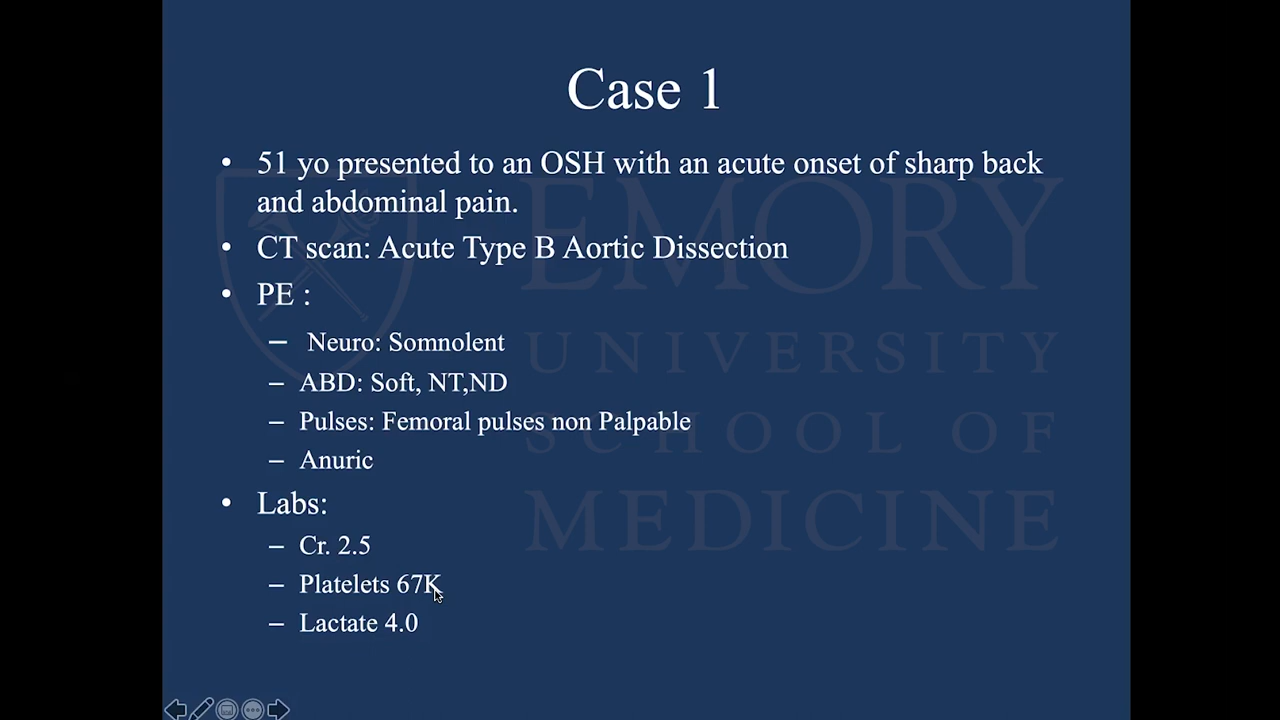 Case 1
• 51 yo presented to an OSH with an acute onset of sharp back
and abdominal pain.
• CT scan: Acute Type B Aortic Dissection
• PE :
– Neuro: Somnolent
– ABD: Soft, NT,ND
– Pulses: Femoral pulses non Palpable
– Anuric
• Labs:
– Cr. 2.5
– Platelets 67K
– Lactate 4.0
EMORY
UNIVERSITY
SCHOOL OF
MEDICINE